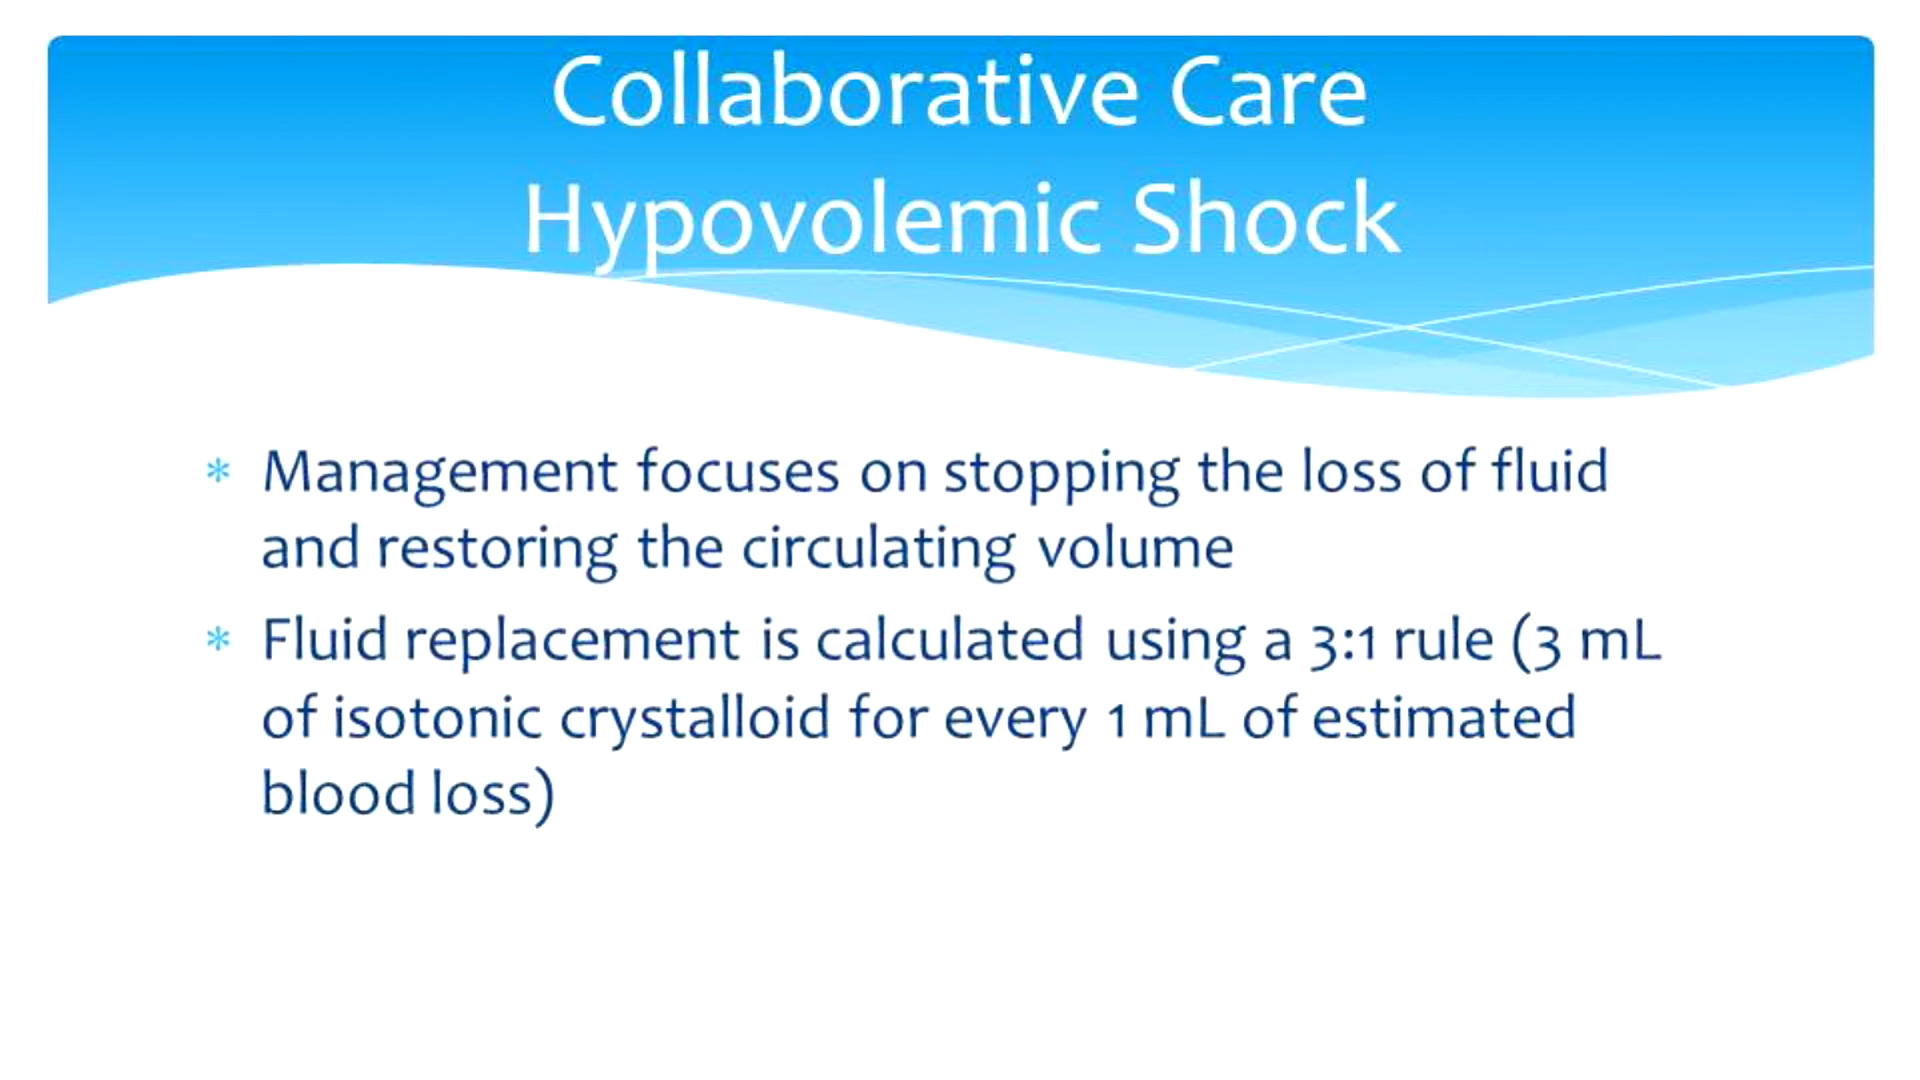 Collaborative Care
Hypovolemic Shock
* Management focuses on stopping the loss of fluid
and restoring the circulating volume
* Fluid replacement is calculated using a 3:1 rule (3 mL
of isotonic crystalloid for every 1 mL of estimated
blood loss)